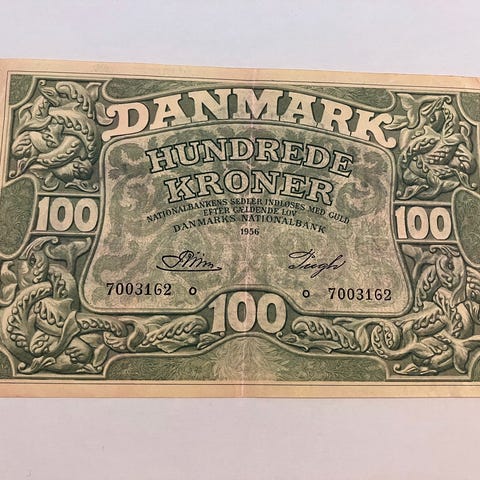 DANMARK
HUNDREDE
KRONER
NATIONALBANKENS SEDLER INDLØSES MED GULD
EFTER GÆLDENDE LOV
DANMARKS NATIONALBANK
1956
7003162 O
O 7003162
100
100
100